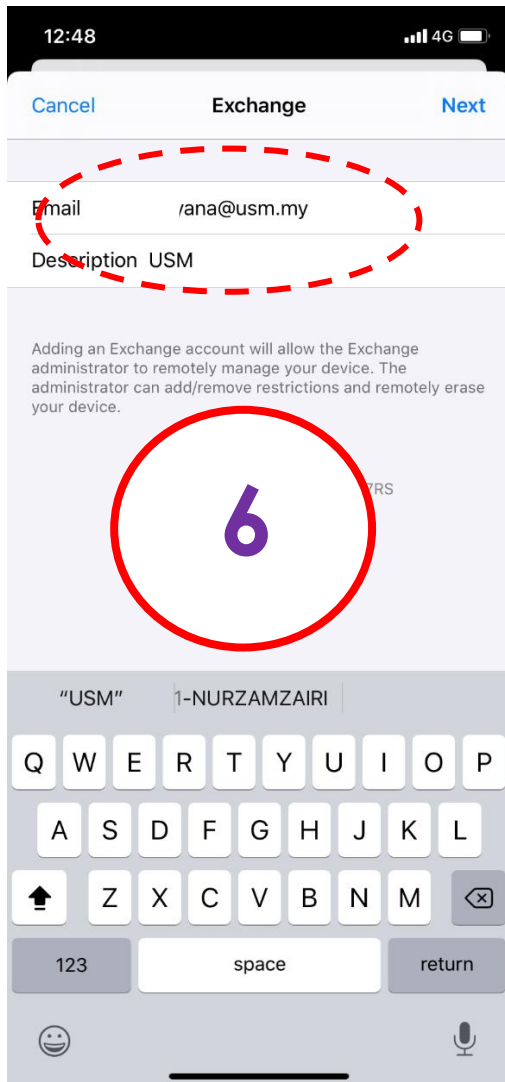 12:48 4G
Cancel Exchange Next
Email yana@usm.my
Description USM
Adding an Exchange account will allow the Exchange
administrator to remotely manage your device. The
administrator can add/remove restrictions and remotely erase
your device.
7RS
6
“USM” 1-NURZAMZAIRI
Q W E R T Y U I O P
A S D F G H J K L
Z X C V B N M
123 space return